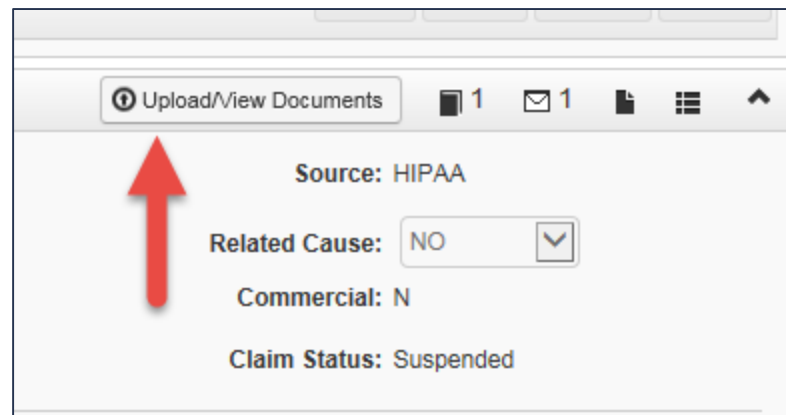 Upload/View Documents 1 1
Source: HIPAA
Related Cause: NO
Commercial: N
Claim Status: Suspended